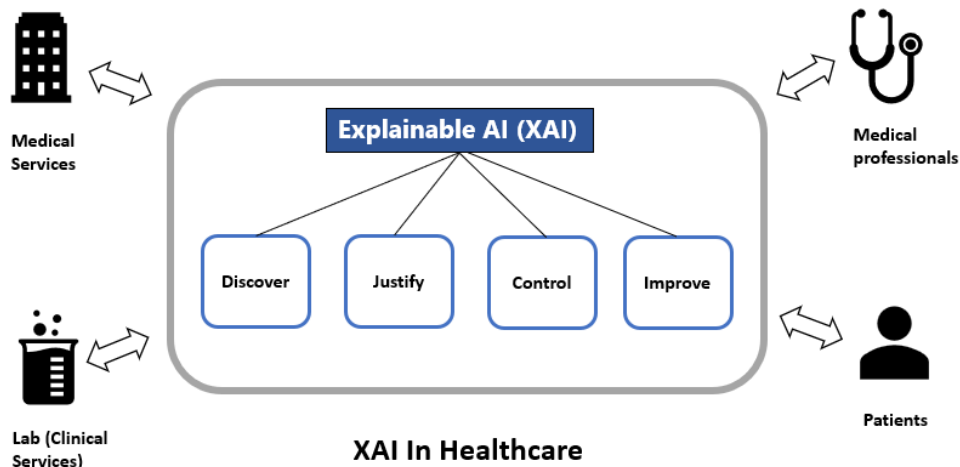 Medical
Services
Explainable AI (XAI)
Medical
professionals
Discover
Justify
Control
Improve
Lab (Clinical
Services)
Patients
XAI In Healthcare